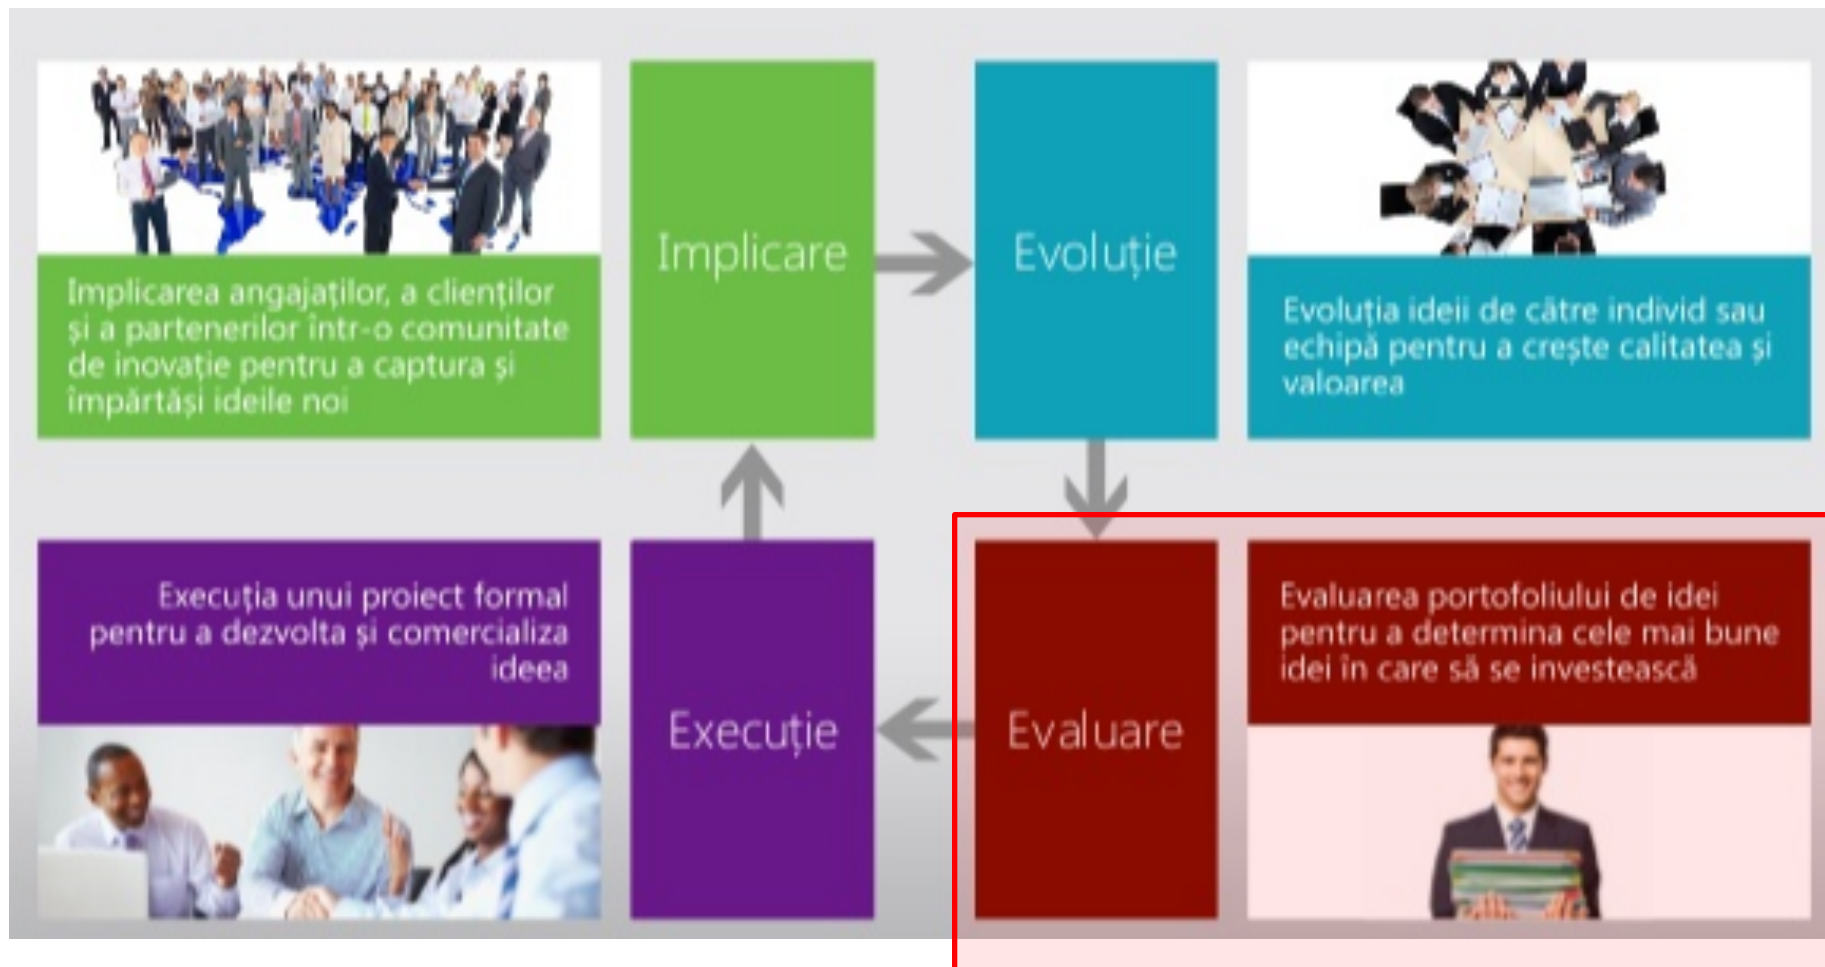 Implicare
Evoluție
Implicarea angajaților, a clienților
și a partenerilor într-o comunitate
de inovație pentru a captura și
împărtăși ideile noi
Evoluția ideii de către individ sau
echipă pentru a crește calitatea și
valoarea
Execuția unui proiect formal
pentru a dezvolta și comercializa
ideea
Execuție
Evaluare
Evaluarea portofoliului de idei
pentru a determina cele mai bune
idei în care să se investească